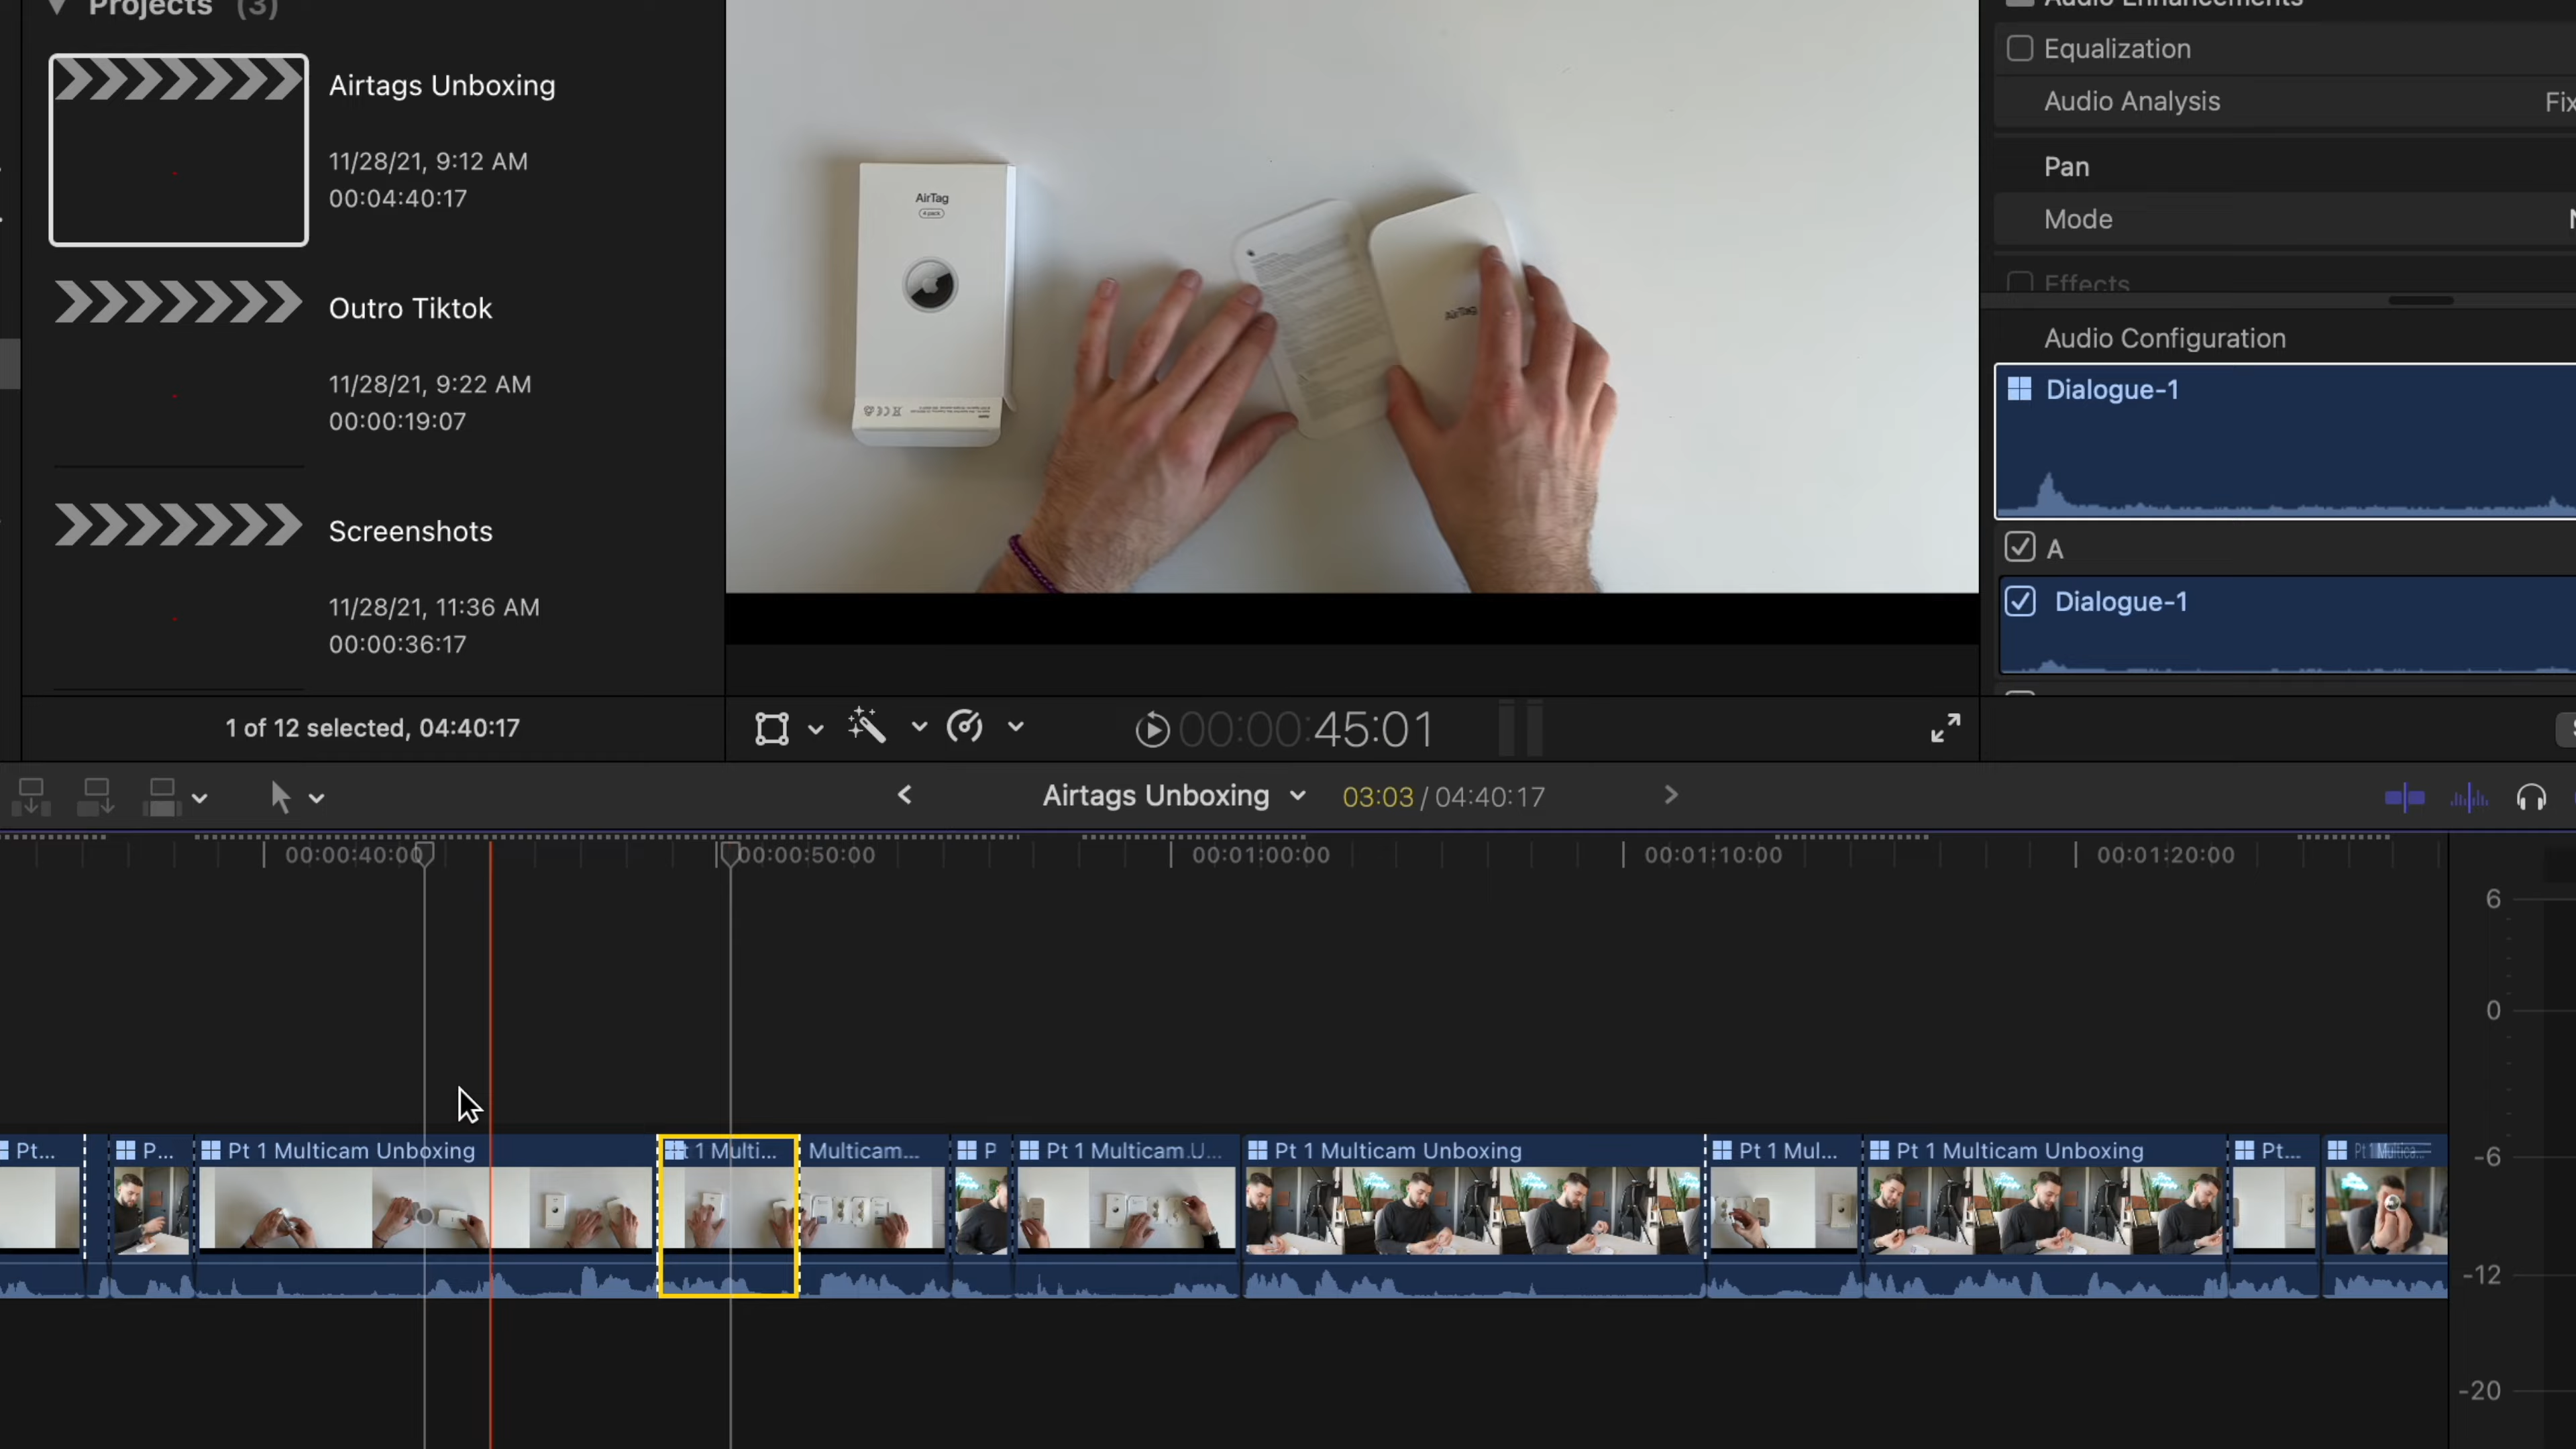 Projects (3)
Airtags Unboxing
11/28/21, 9:12 AM
00:04:40:17
Outro Tiktok
11/28/21, 9:22 AM
00:00:19:07
Screenshots
11/28/21, 11:36 AM
00:00:36:17
1 of 12 selected, 04:40:17
AirTag
4 pack
AirTag
00:00:45:01
Audio Enhancements
Equalization
Audio Analysis
Pan
Mode
Effects
Audio Configuration
Dialogue-1
A
Dialogue-1
Airtags Unboxing
03:03 / 04:40:17
00:00:40:00
00:00:50:00
00:01:00:00
00:01:10:00
00:01:20:00
6
0
-6
-12
-20
Pt...
P...
Pt 1 Multicam Unboxing
t 1 Multi...
Multicam...
P
Pt 1 Multicam U...
Pt 1 Multicam Unboxing
Pt 1 Mul...
Pt 1 Multicam Unboxing
Pt...